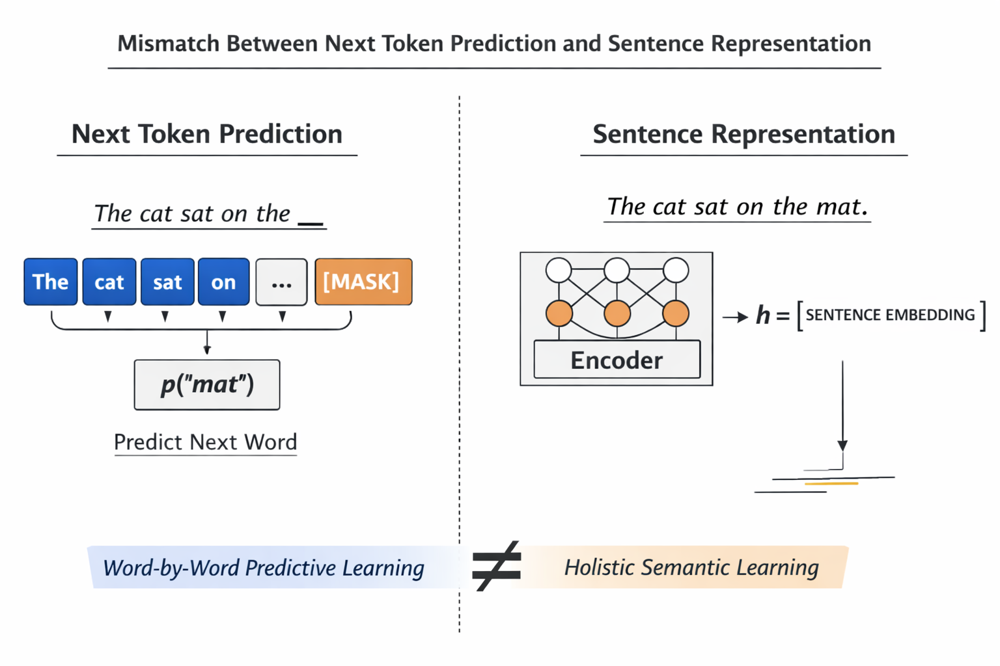 Mismatch Between Next Token Prediction and Sentence Representation
Next Token Prediction
The cat sat on the __
The cat sat on ... [MASK]
p("mat")
Predict Next Word
Sentence Representation
The cat sat on the mat.
Encoder
h = [SENTENCE EMBEDDING]
Word-by-Word Predictive Learning ≠ Holistic Semantic Learning